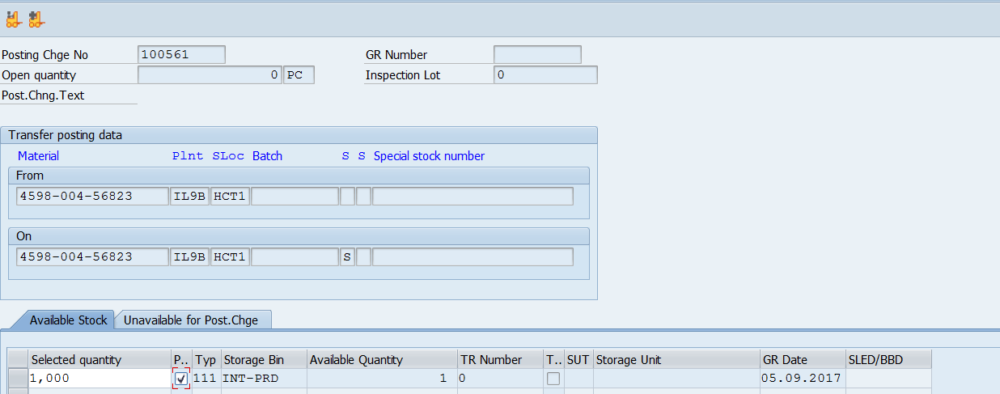 Posting Chge No 100561 GR Number
Open quantity 0 PC Inspection Lot 0
Post.Chng.Text
Transfer posting data
Material Plnt SLoc Batch S S Special stock number
From
4598-004-56823 IL9B HCT1
On
4598-004-56823 IL9B HCT1 S
Available Stock Unavailable for Post.Chge
Selected quantity P.. Typ Storage Bin Available Quantity TR Number T.. SUT Storage Unit GR Date SLED/BBD
1,000 111 INT-PRD 1 0 05.09.2017